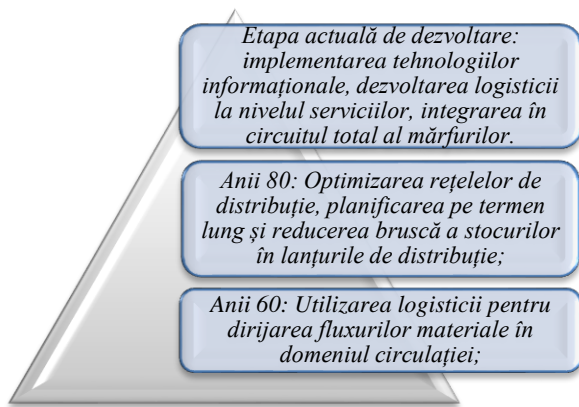 Etapa actuală de dezvoltare:
implementarea tehnologiilor
informaționale, dezvoltarea logisticii
la nivelul serviciilor, integrarea în
circuitul total al mărfurilor.
Anii 80: Optimizarea rețelelor de
distribuție, planificarea pe termen
lung și reducerea bruscă a stocurilor
în lanțurile de distribuție;
Anii 60: Utilizarea logisticii pentru
dirijarea fluxurilor materiale în
domeniul circulației;